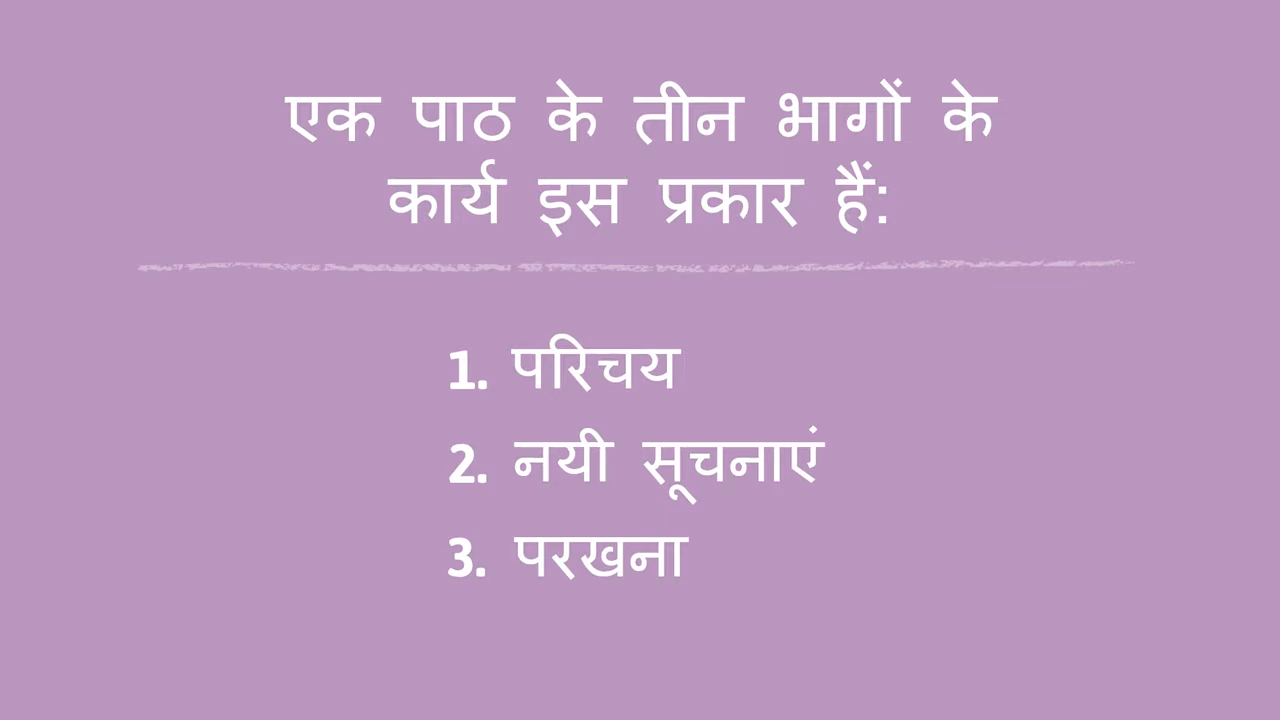 एक पाठ के तीन भागों के
कार्य इस प्रकार हैं:
1. परिचय
2. नयी सूचनाएं
3. परखना